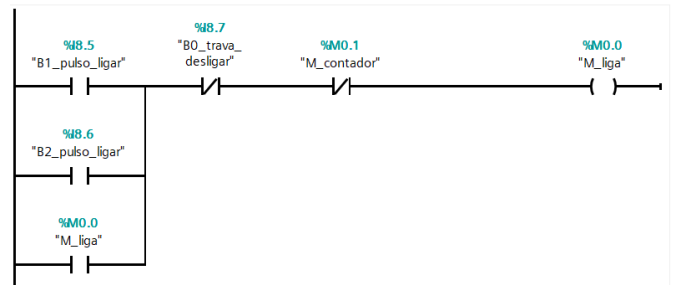 %I8.5
"B1_pulso_ligar"
%I8.7
"B0_trava_
desligar"
%M0.1
"M_contador"
%M0.0
"M_liga"
%I8.6
"B2_pulso_ligar"
%M0.0
"M_liga"